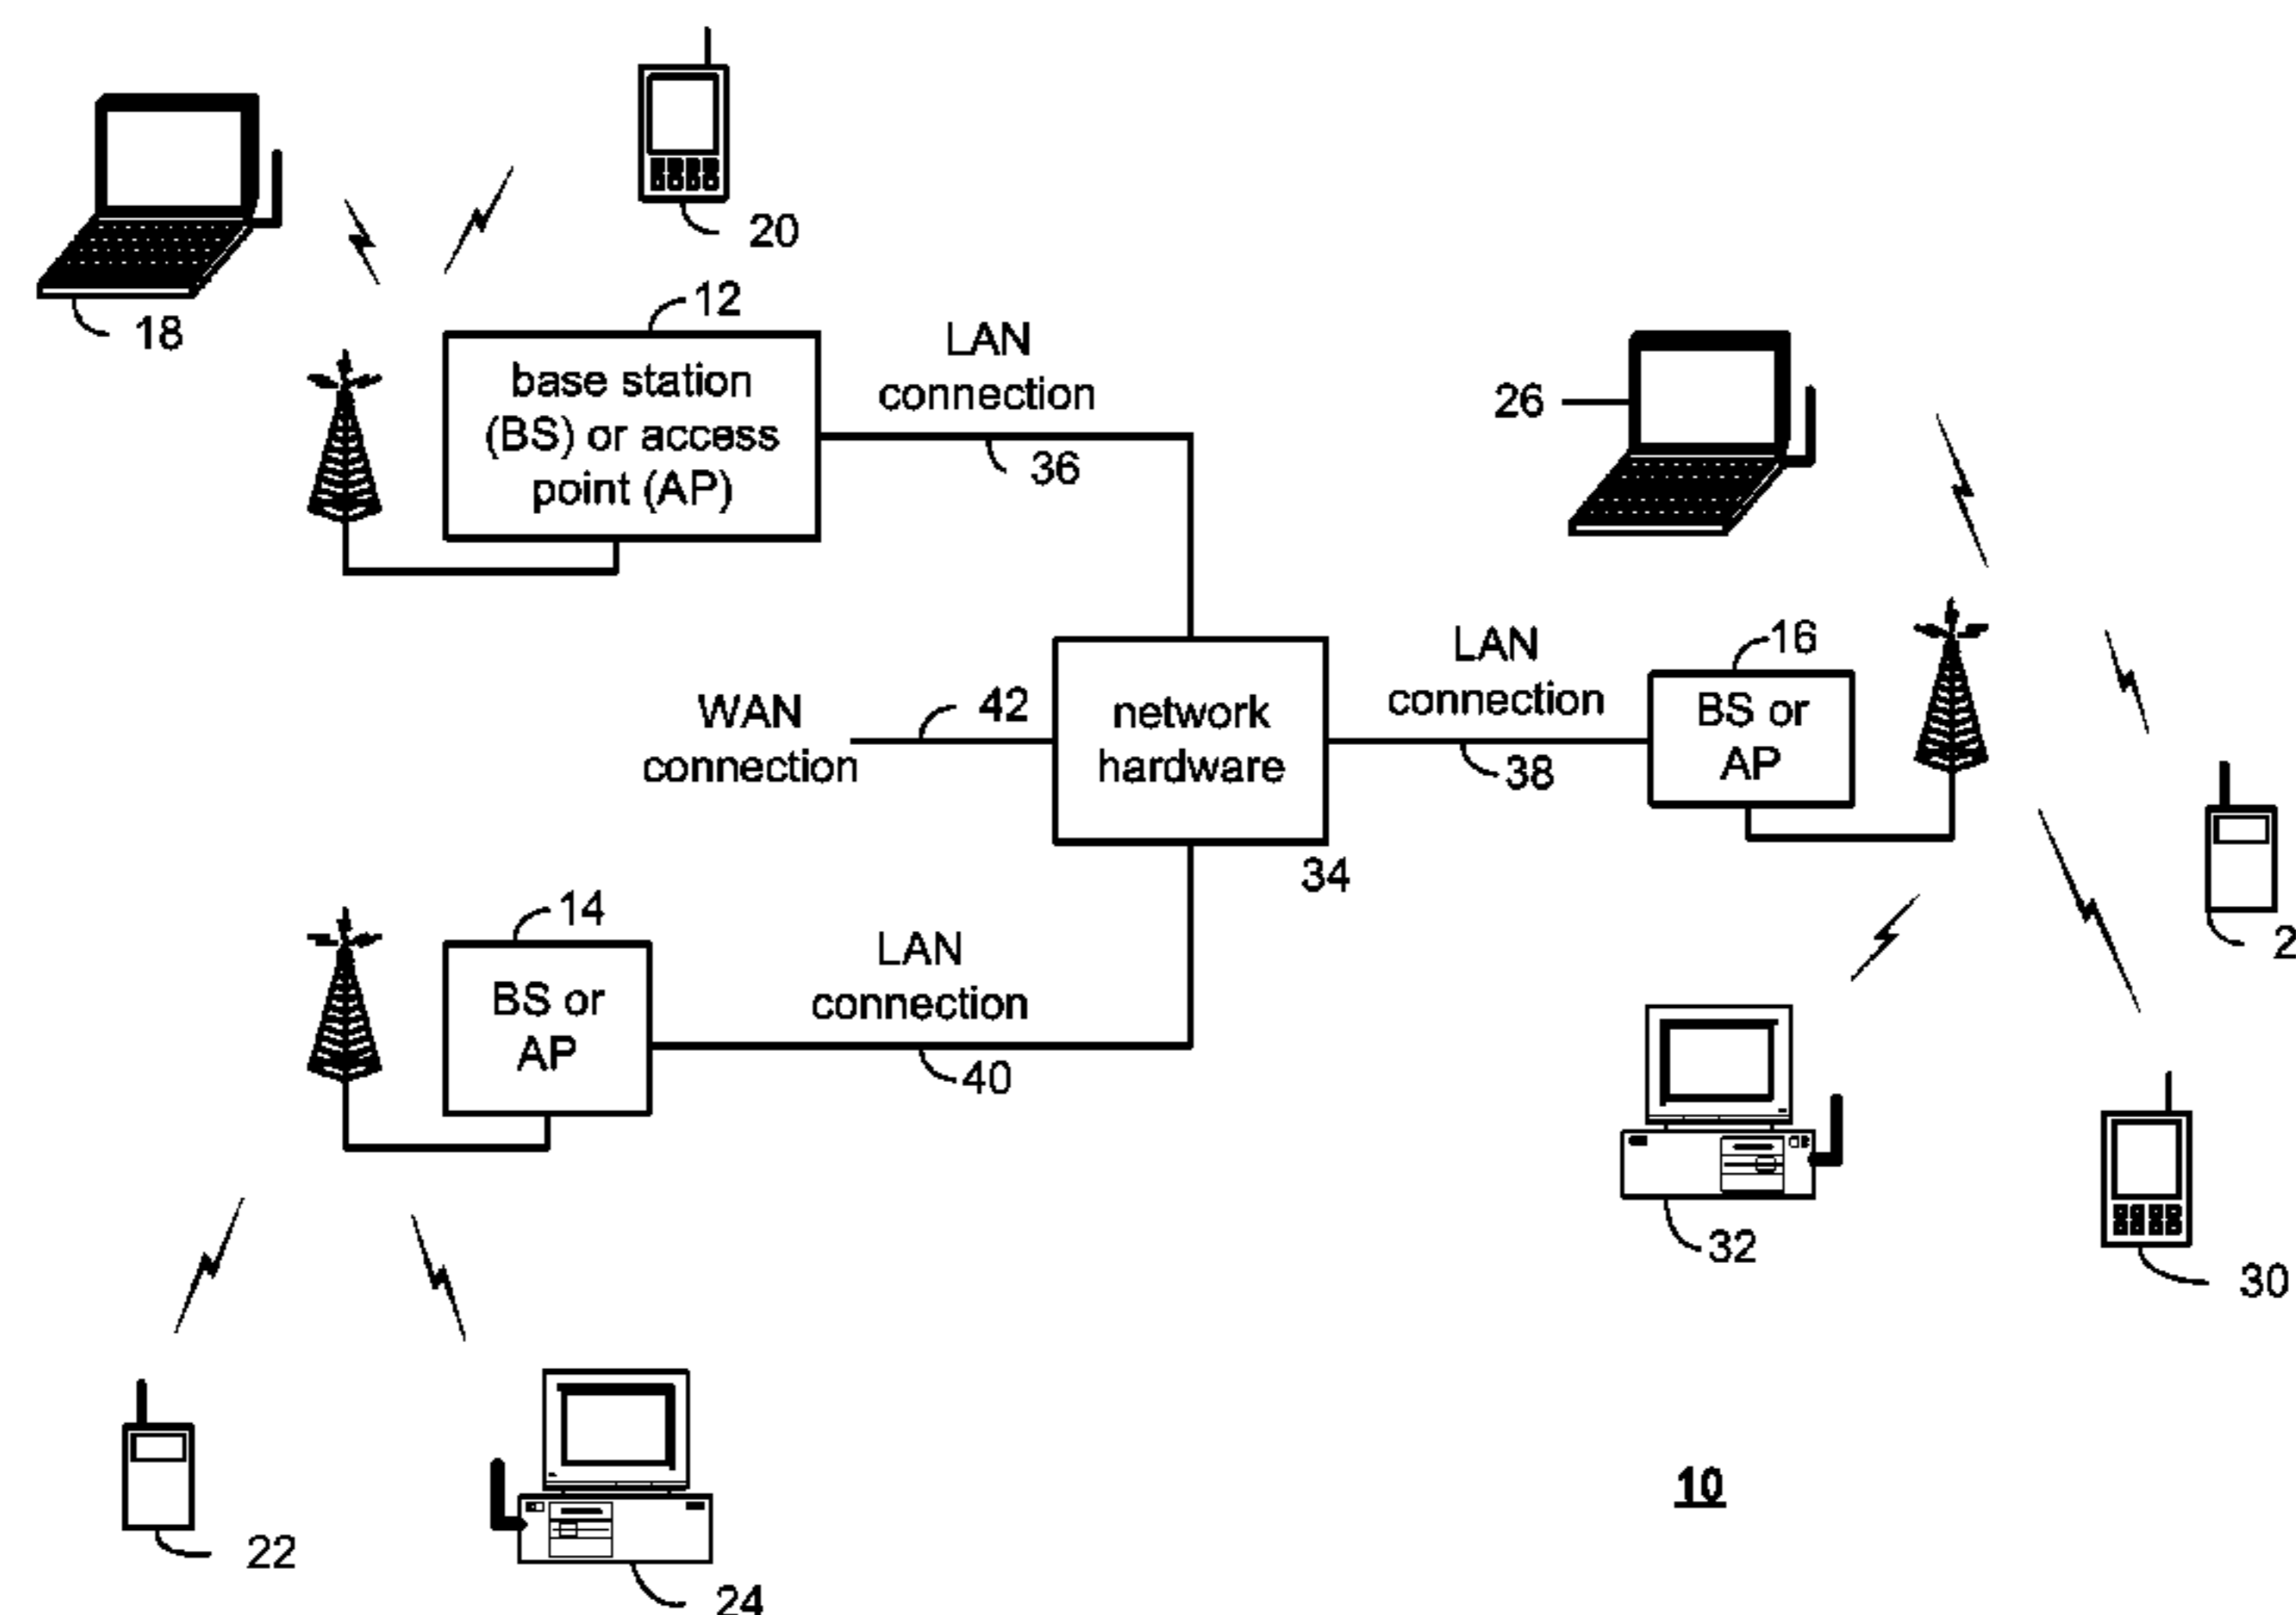 20
18
12
base station
(BS) or access
point (AP)
LAN
connection
36
26
WAN
connection
42
network
hardware
34
LAN
connection
38
16
BS or
AP
14
BS or
AP
LAN
connection
40
2
32
30
22
24
10